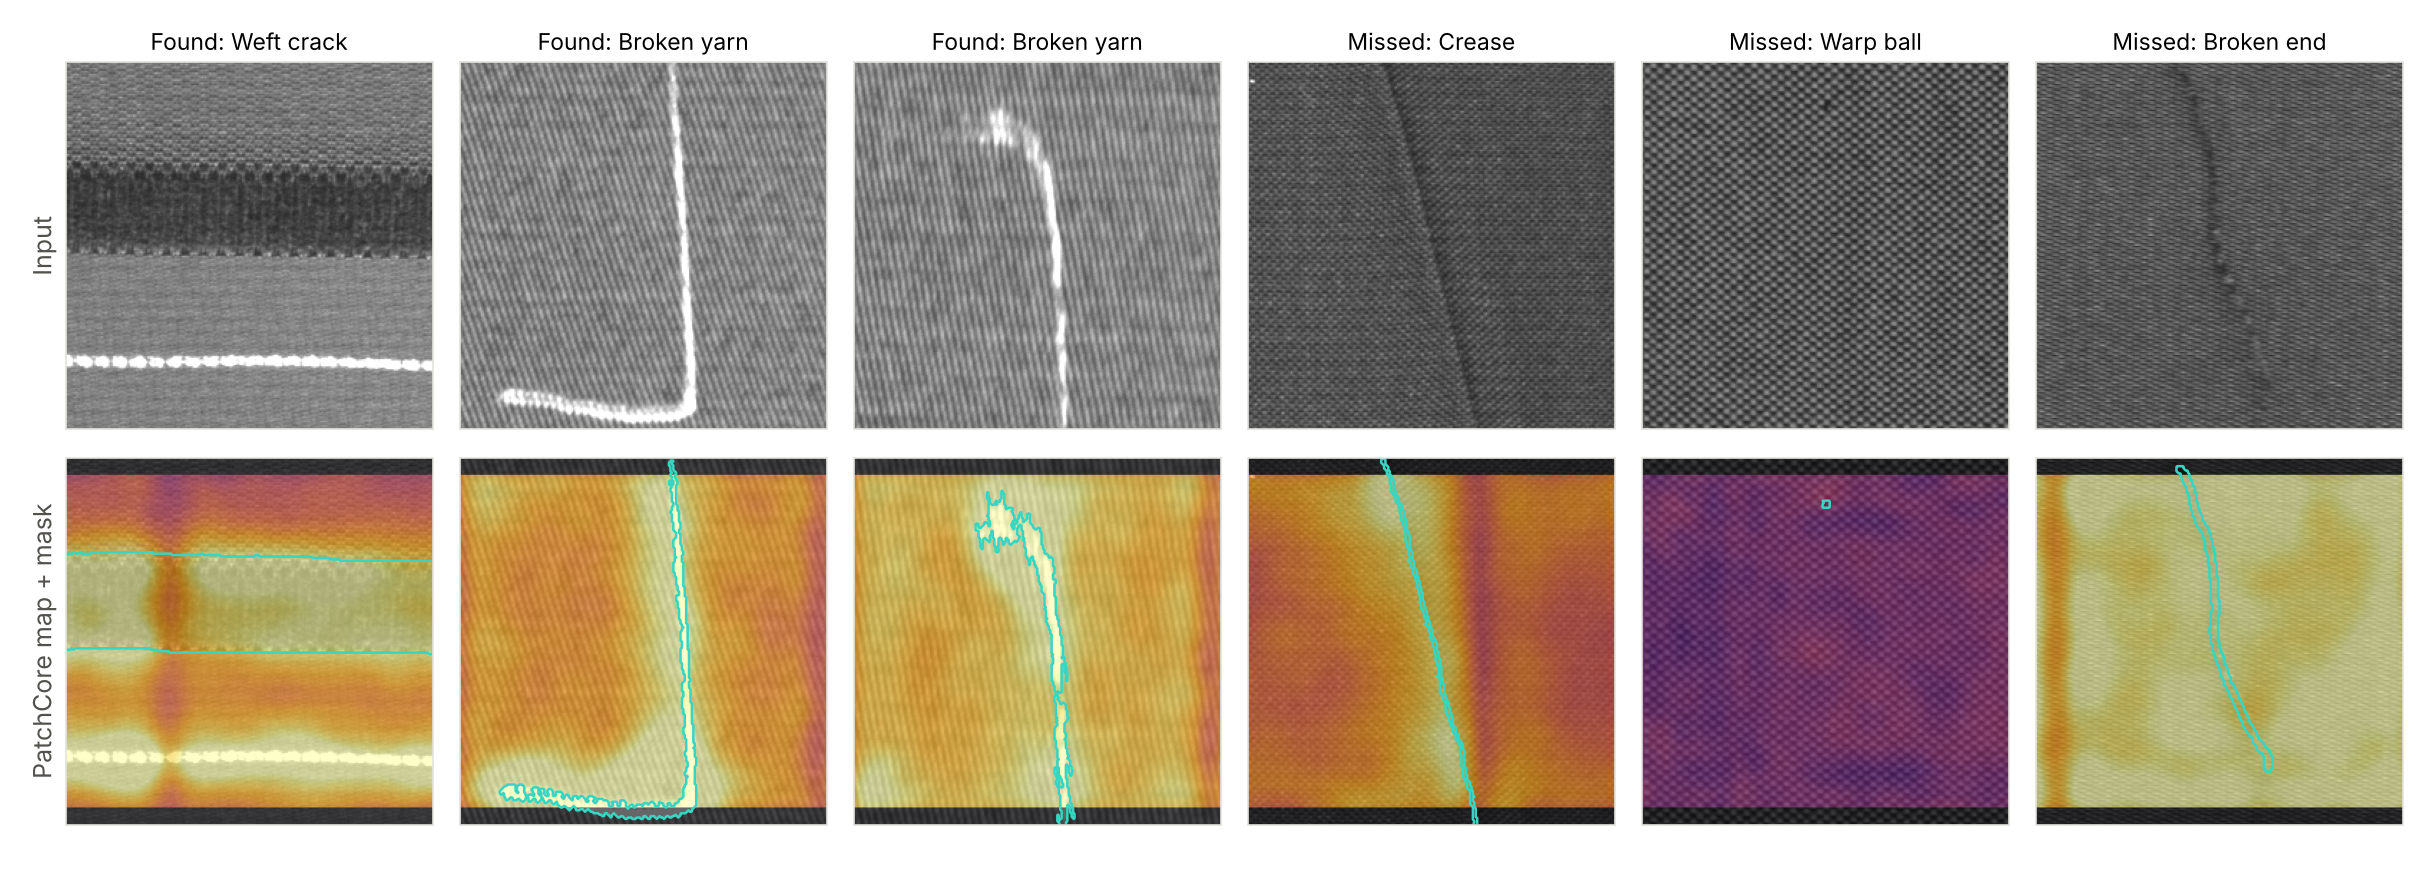 Found: Weft crack
Found: Broken yarn
Found: Broken yarn
Missed: Crease
Missed: Warp ball
Missed: Broken end
Input
PatchCore map + mask